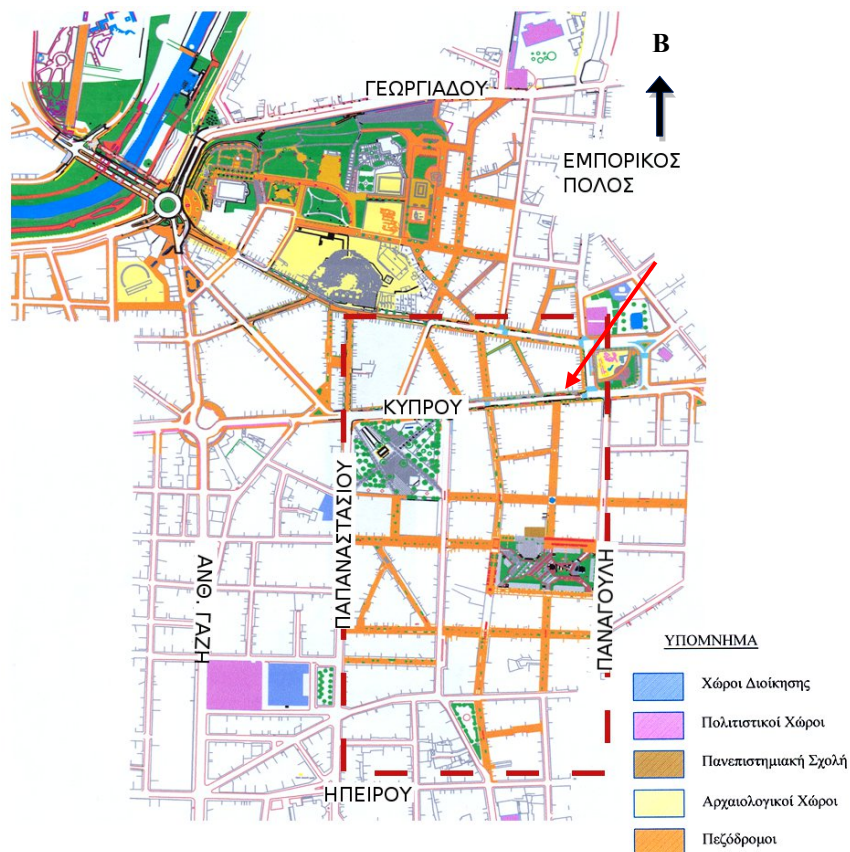 Β
ΓΕΩΡΓΙΑΔΟΥ
ΕΜΠΟΡΙΚΟΣ
ΠΟΛΟΣ
ΚΥΠΡΟΥ
ΠΑΠΑΝΑΣΤΑΣΙΟΥ
ΑΝΘ. ΓΑΖΗ
ΠΑΝΑΓΟΥΛΗ
ΗΠΕΙΡΟΥ
ΥΠΟΜΝΗΜΑ
Χώροι Διοίκησης
Πολιτιστικοί Χώροι
Πανεπιστημιακή Σχολή
Αρχαιολογικοί Χώροι
Πεζόδρομοι